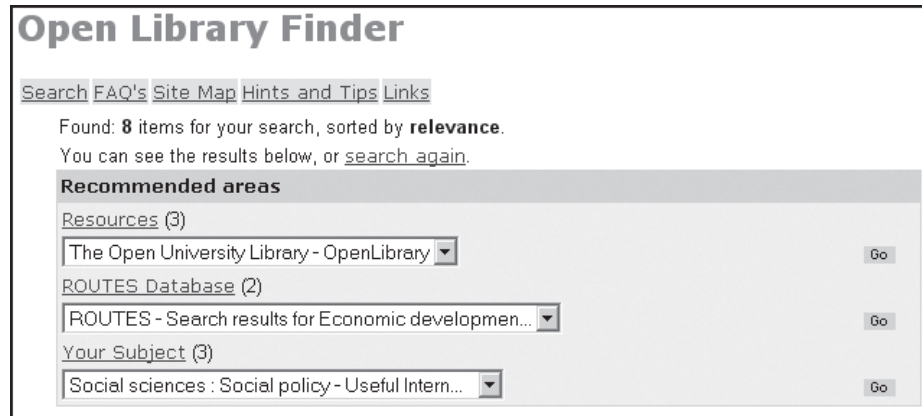 Open Library Finder
Search FAQ's Site Map Hints and Tips Links
Found: 8 items for your search, sorted by relevance.
You can see the results below, or search again.
Recommended areas
Resources (3)
The Open University Library - OpenLibrary Go
ROUTES Database (2)
ROUTES - Search results for Economic developmen... Go
Your Subject (3)
Social sciences : Social policy - Useful Intern... Go